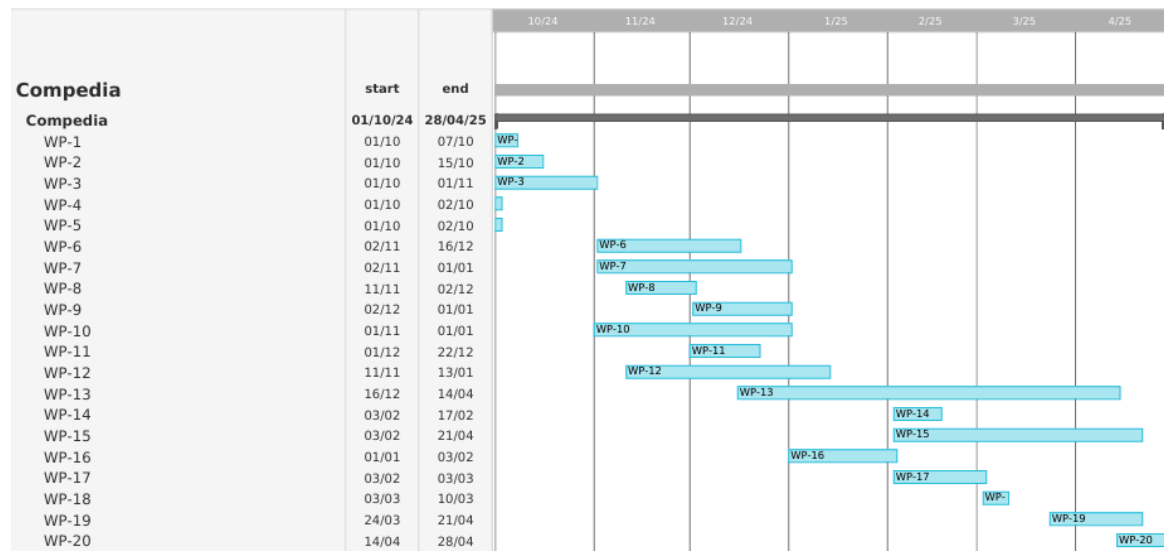 10/24 11/24 12/24 1/25 2/25 3/25 4/25
Compedia start end
Compedia 01/10/24 28/04/25
WP-1 01/10 07/10 WP-
WP-2 01/10 15/10 WP-2
WP-3 01/10 01/11 WP-3
WP-4 01/10 02/10
WP-5 01/10 02/10
WP-6 02/11 16/12 WP-6
WP-7 02/11 01/01 WP-7
WP-8 11/11 02/12 WP-8
WP-9 02/12 01/01 WP-9
WP-10 01/11 01/01 WP-10
WP-11 01/12 22/12 WP-11
WP-12 11/11 13/01 WP-12
WP-13 16/12 14/04 WP-13
WP-14 03/02 17/02 WP-14
WP-15 03/02 21/04 WP-15
WP-16 01/01 03/02 WP-16
WP-17 03/02 03/03 WP-17
WP-18 03/03 10/03 WP-
WP-19 24/03 21/04 WP-19
WP-20 14/04 28/04 WP-20